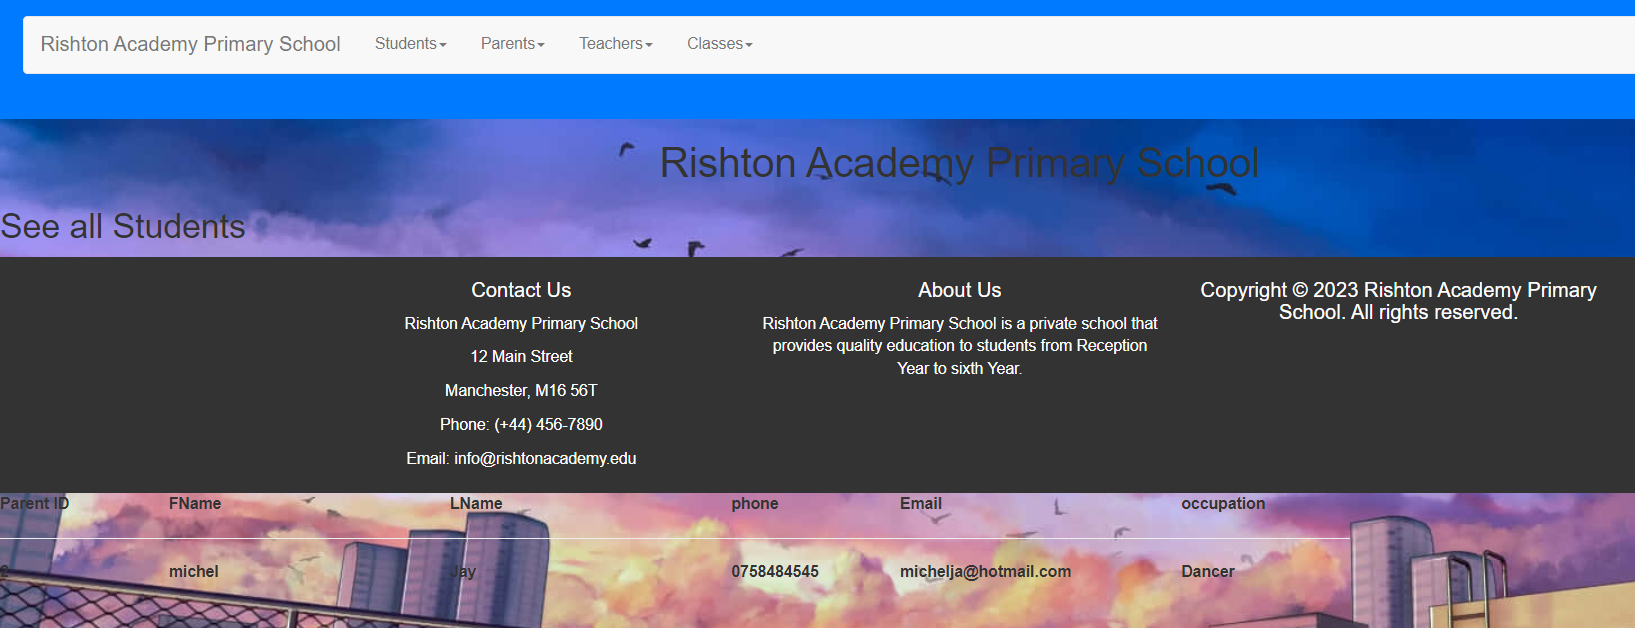 Rishton Academy Primary School Students Parents Teachers Classes
Rishton Academy Primary School
See all Students
Contact Us
Rishton Academy Primary School
12 Main Street
Manchester, M16 56T
Phone: (+44) 456-7890
Email: info@rishtonacademy.edu
About Us
Rishton Academy Primary School is a private school that
provides quality education to students from Reception
Year to sixth Year.
Copyright © 2023 Rishton Academy Primary
School. All rights reserved.
Parent ID FName LName phone Email occupation
2 michel Jay 0758484545 michelja@hotmail.com Dancer